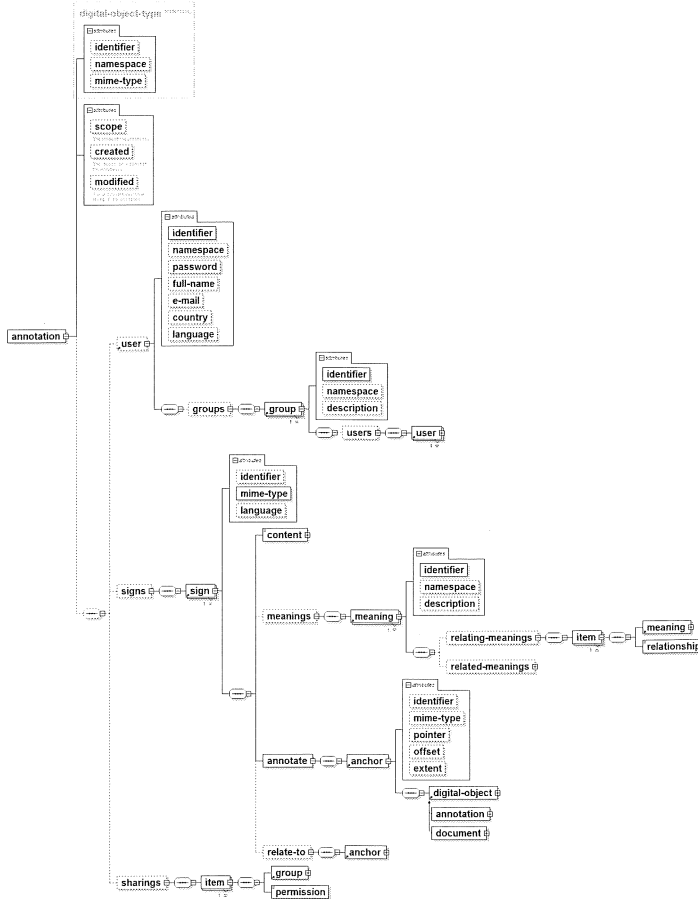 digital-object-type
attributes
identifier
namespace
mime-type
attributes
scope
created
modified
attributes
identifier
namespace
password
full-name
e-mail
country
language
annotation
user
attributes
identifier
namespace
description
groups
group
users
user
attributes
identifier
mime-type
language
content
attributes
identifier
namespace
description
signs
sign
meanings
meaning
relating-meanings
item
meaning
relationship
related-meanings
attributes
identifier
mime-type
pointer
offset
extent
annotate
anchor
digital-object
annotation
document
relate-to
anchor
sharings
item
group
permission